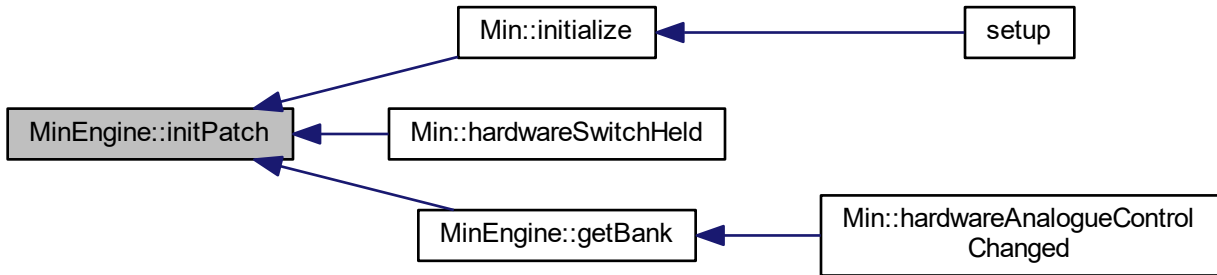 Min::initialize
setup
MinEngine::initPatch
Min::hardwareSwitchHeld
MinEngine::getBank
Min::hardwareAnalogueControl
Changed